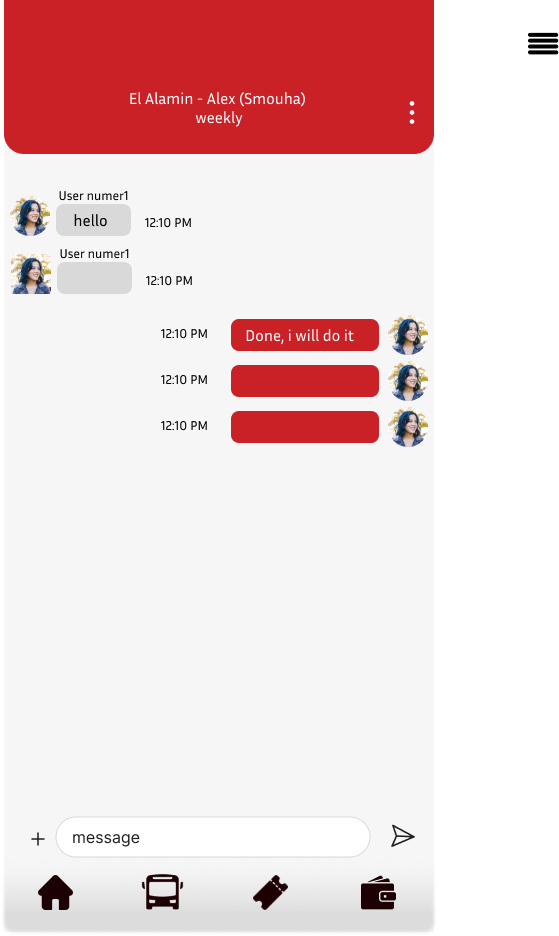 El Alamin - Alex (Smouha)
weekly
User numer1
hello
12:10 PM
User numer1
12:10 PM
12:10 PM
Done, i will do it
12:10 PM
12:10 PM
message